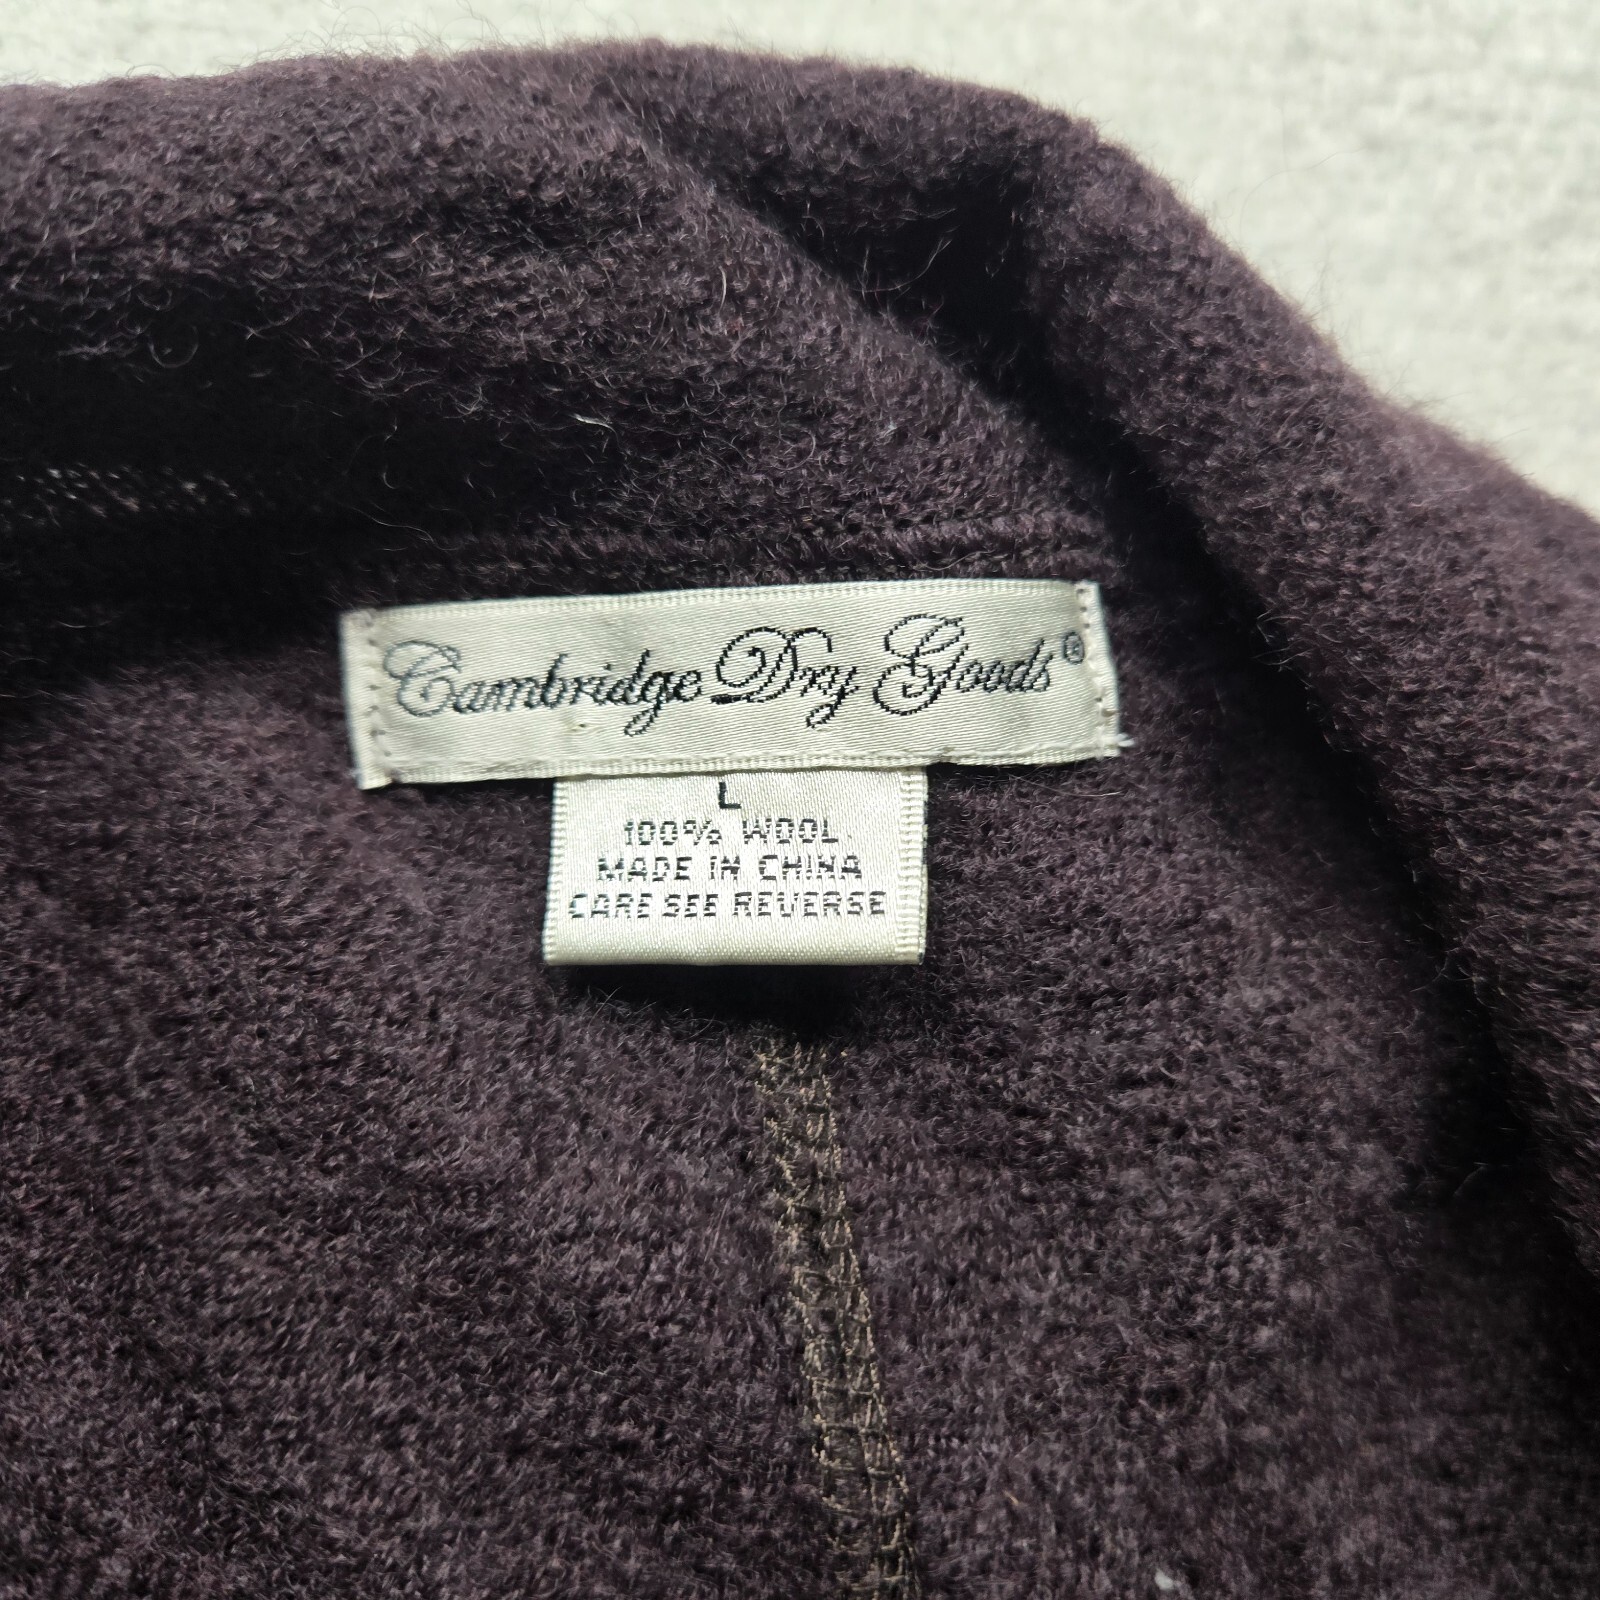 Cambridge Dry Goods®
L
100% WOOL
MADE IN CHINA
CARE SEE REVERSE